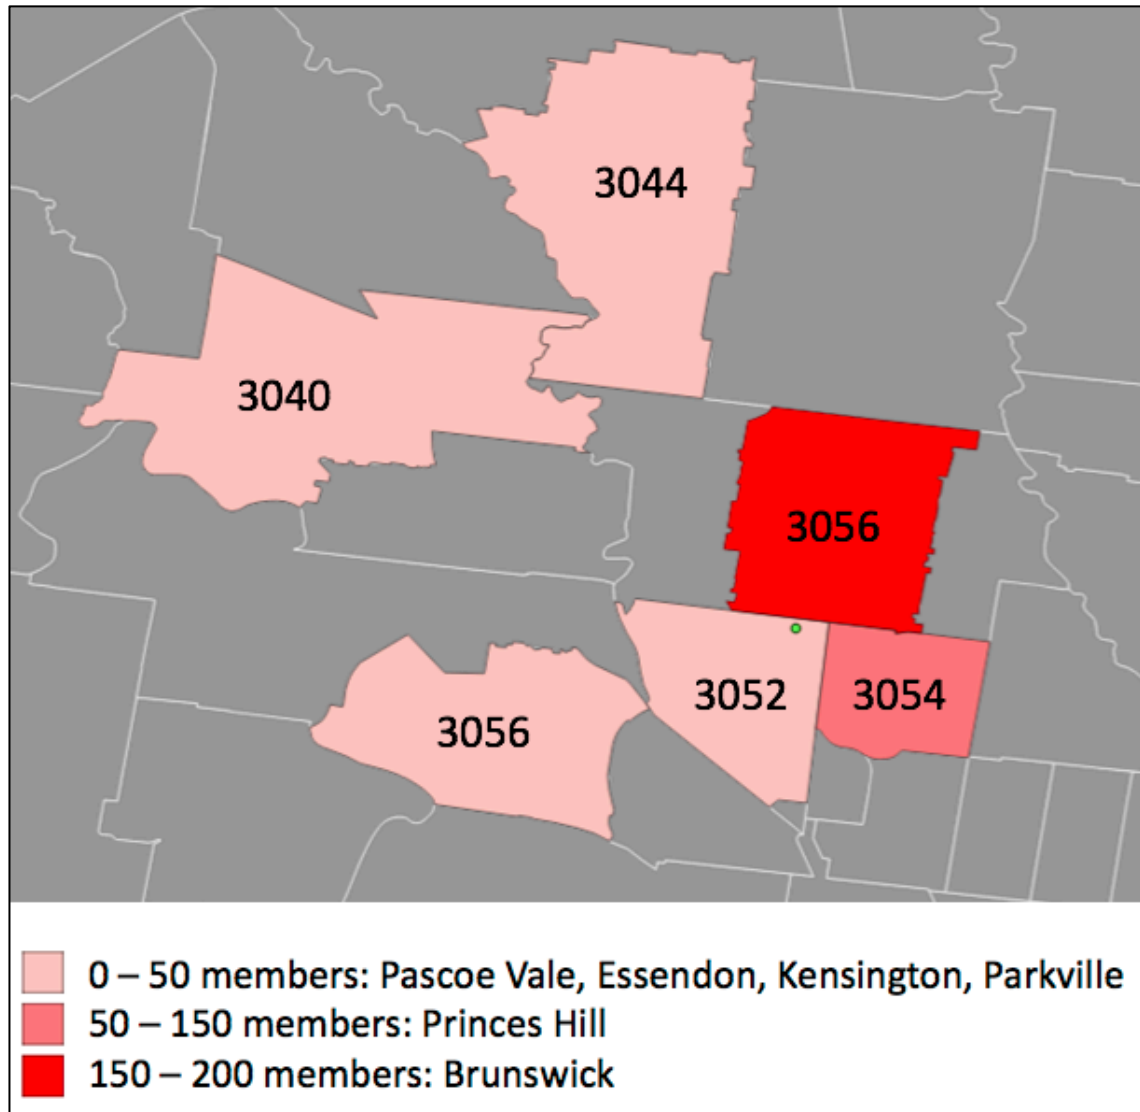 3044
3040
3056
3052
3054
3056
0 – 50 members: Pascoe Vale, Essendon, Kensington, Parkville
50 – 150 members: Princes Hill
150 – 200 members: Brunswick